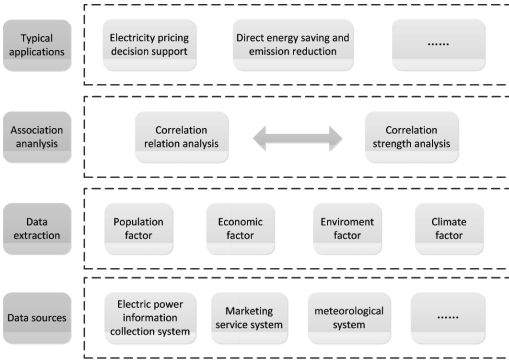 Typical
applications
Electricity pricing
decision support
Direct energy saving and
emission reduction
......
Association
ananlysis
Correlation
relation analysis
Correlation
strength analysis
Data
extraction
Population
factor
Economic
factor
Enviroment
factor
Climate
factor
Data sources
Electric power
information
collection system
Marketing
service system
meteorological
system
......